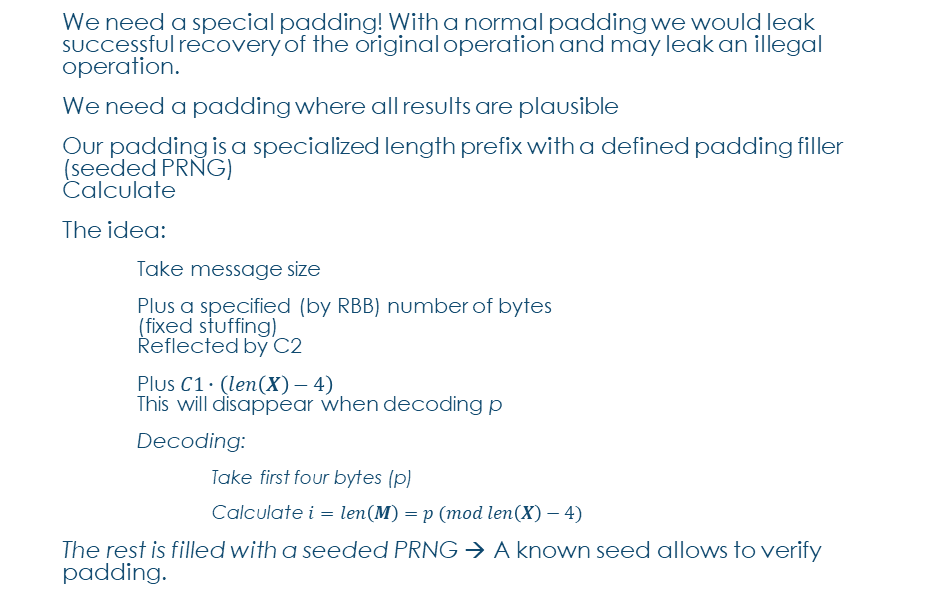 We need a special padding! With a normal padding we would leak
successful recovery of the original operation and may leak an illegal
operation.
We need a padding where all results are plausible
Our padding is a specialized length prefix with a defined padding filler
(seeded PRNG)
Calculate
The idea:
Take message size
Plus a specified (by RBB) number of bytes
(fixed stuffing)
Reflected by C2
Plus C1· (len(X) – 4)
This will disappear when decoding p
Decoding:
Take first four bytes (p)
Calculate i = len(M) = p (mod len(X) – 4)
The rest is filled with a seeded PRNG → A known seed allows to verify
padding.